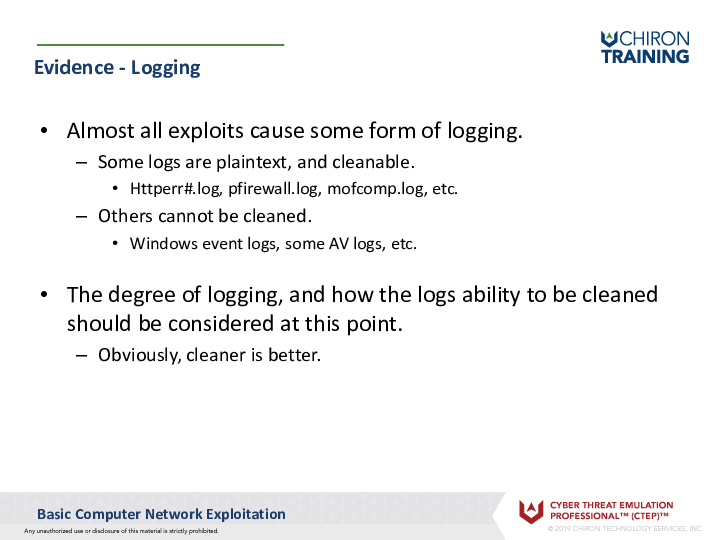 CHIRON
TRAINING
Evidence - Logging
• Almost all exploits cause some form of logging.
– Some logs are plaintext, and cleanable.
• Httperr#.log, pfirewall.log, mofcomp.log, etc.
– Others cannot be cleaned.
• Windows event logs, some AV logs, etc.
• The degree of logging, and how the logs ability to be cleaned
should be considered at this point.
– Obviously, cleaner is better.
Basic Computer Network Exploitation
CYBER THREAT EMULATION
PROFESSIONAL™ (CTEP)™
Any unauthorized use or disclosure of this material is strictly prohibited.
© 2019 CHIRON TECHNOLOGY SERVICES, INC.